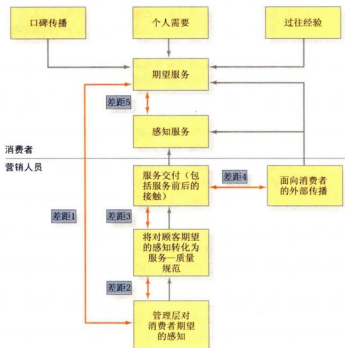 口碑传播
个人需要
过往经验
期望服务
差距5
感知服务
消费者
营销人员
服务交付（包
括服务前后的
接触）
差距4
面向消费者
的外部传播
差距1
差距3
将对顾客期望
的感知转化为
服务—质量
规范
差距2
管理层对
消费者期望
的感知